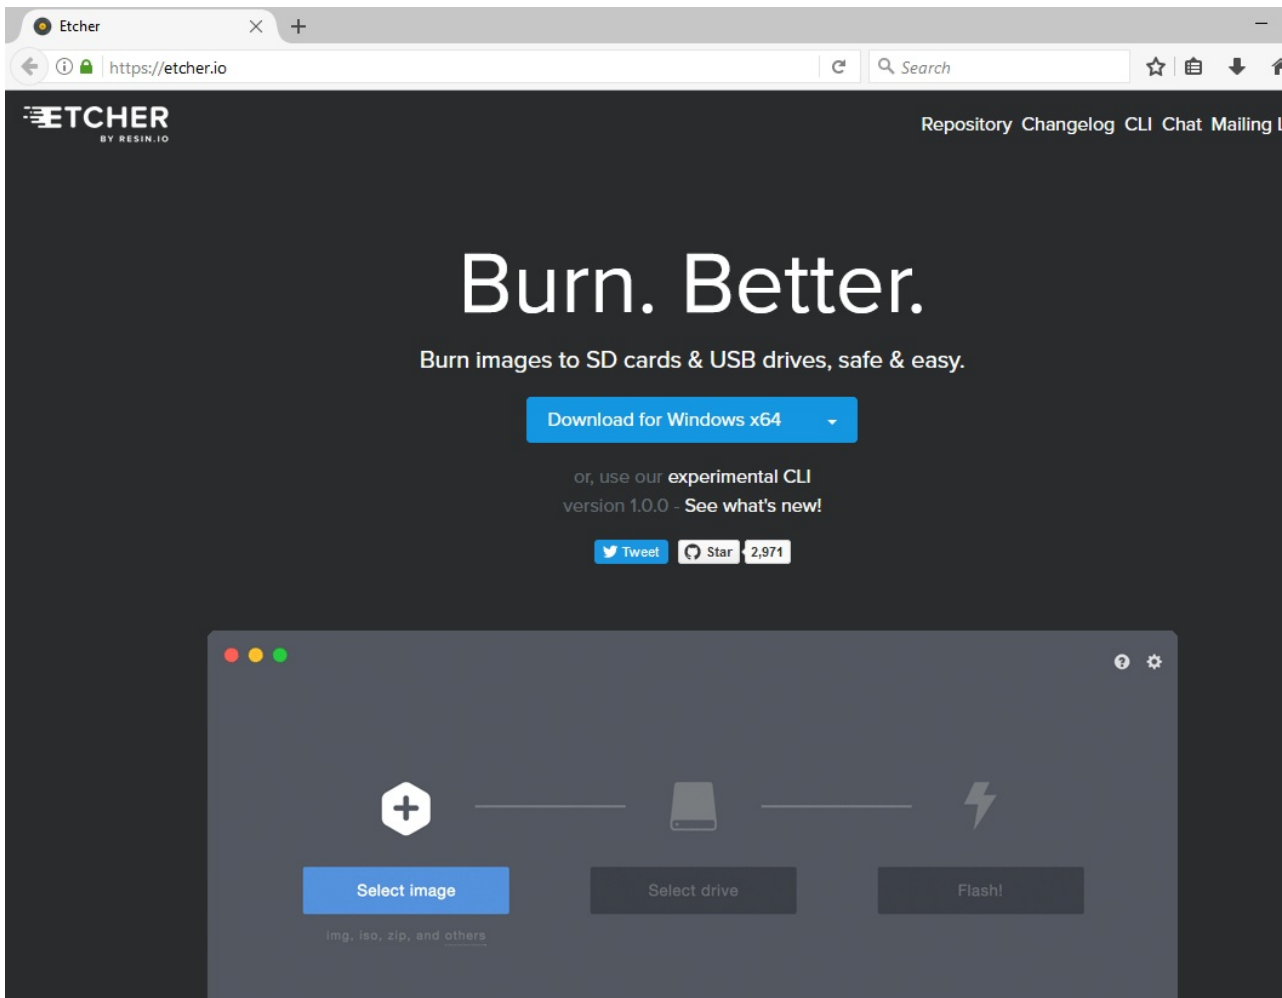 Etcher
https://etcher.io
Search
ETCHER
BY RESIN.IO
Repository Changelog CLI Chat Mailing L
Burn. Better.
Burn images to SD cards & USB drives, safe & easy.
Download for Windows x64
or, use our experimental CLI
version 1.0.0 - See what's new!
Tweet Star 2,971
Select image Select drive Flash!
img, iso, zip, and others